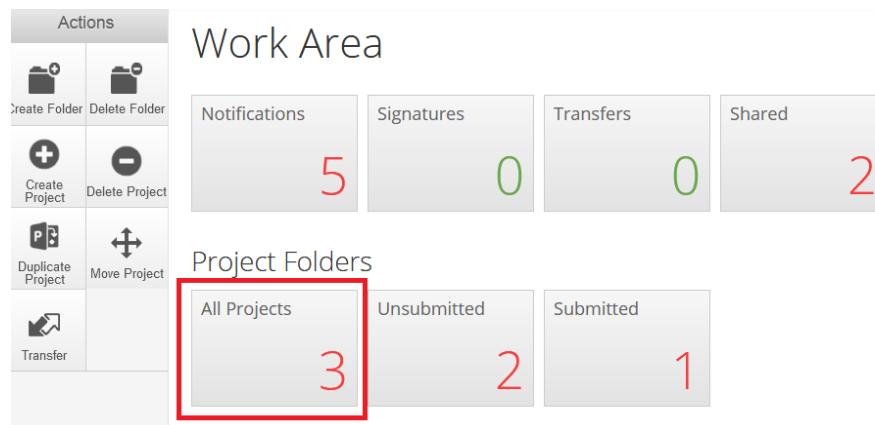 Actions
Create Folder
Delete Folder
Create
Project
Delete Project
Duplicate
Project
Move Project
Transfer
Work Area
Notifications
5
Signatures
0
Transfers
0
Shared
2
Project Folders
All Projects
3
Unsubmitted
2
Submitted
1